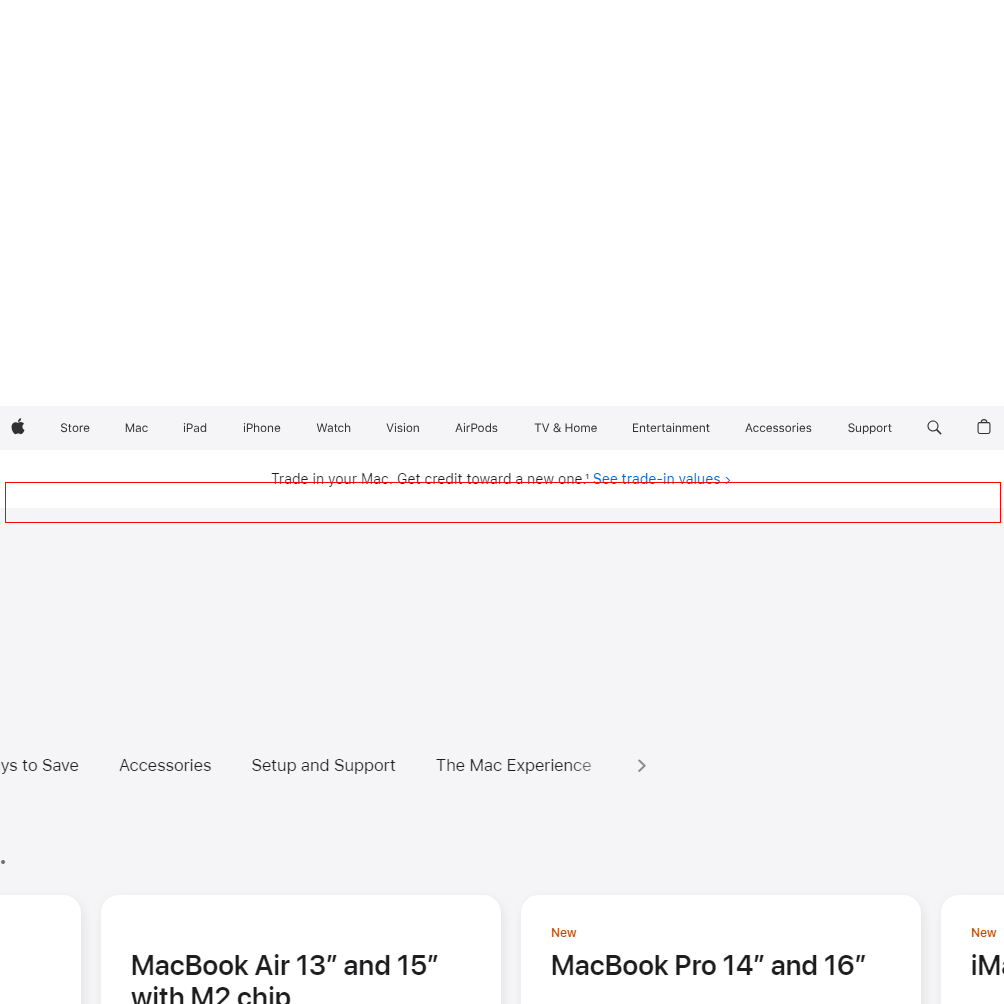 Store Mac iPad iPhone Watch Vision AirPods TV & Home Entertainment Accessories Support
Trade in your Mac. Get credit toward a new one.¹ See trade-in values >
ys to Save Accessories Setup and Support The Mac Experience
.
MacBook Air 13” and 15”
with M2 chip
New
MacBook Pro 14” and 16”
New
iMa